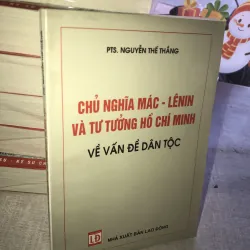 PTS. NGUYỄN THẾ THẮNG
CHỦ NGHĨA MÁC - LÊNIN
VÀ TƯ TƯỞNG HỒ CHÍ MINH
VỀ VẤN ĐỀ DÂN TỘC
LĐ
NHÀ XUẤT BẢN LAO ĐỘNG